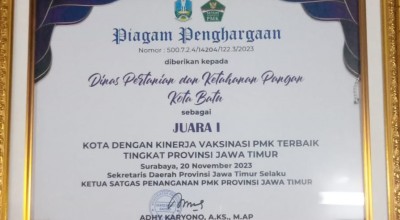 PMK
Piagam Penghargaan
Nomor : 500.7.2.4/14204/122.3/2023
diberikan kepada
Dinas Pertanian dan Ketahanan Pangan
Kota Batu
sebagai
JUARA I
KOTA DENGAN KINERJA VAKSINASI PMK TERBAIK
TINGKAT PROVINSI JAWA TIMUR
Surabaya, 20 November 2023
Sekretaris Daerah Provinsi Jawa Timur Selaku
KETUA SATGAS PENANGANAN PMK PROVINSI JAWA TIMUR
ADHY KARYONO, A.KS., M.AP